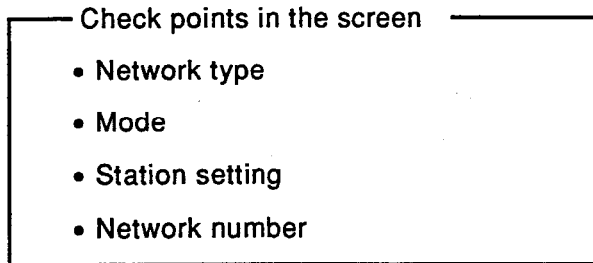 Check points in the screen
• Network type
• Mode
• Station setting
• Network number